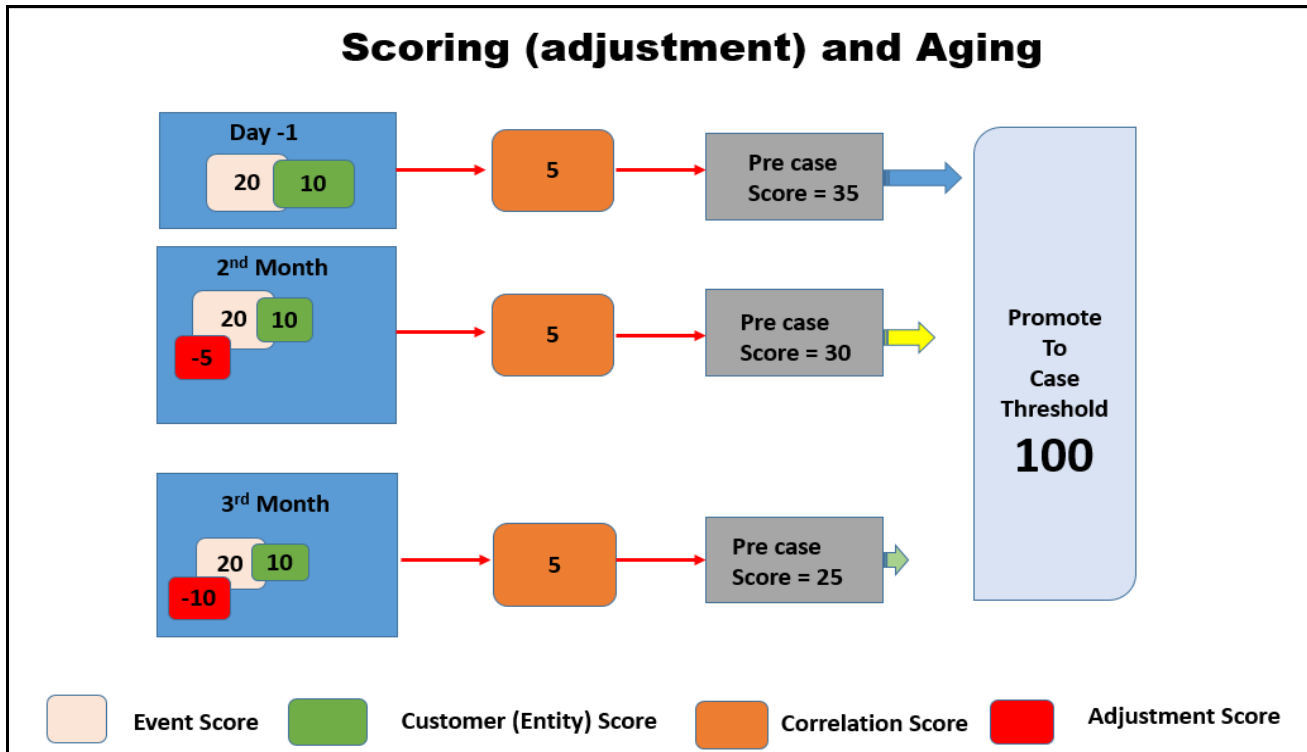 Scoring (adjustment) and Aging
Day -1
20
10
5
Pre case
Score = 35
2nd Month
20
10
-5
5
Pre case
Score = 30
3rd Month
20
10
-10
5
Pre case
Score = 25
Promote
To
Case
Threshold
100
Event Score
Customer (Entity) Score
Correlation Score
Adjustment Score